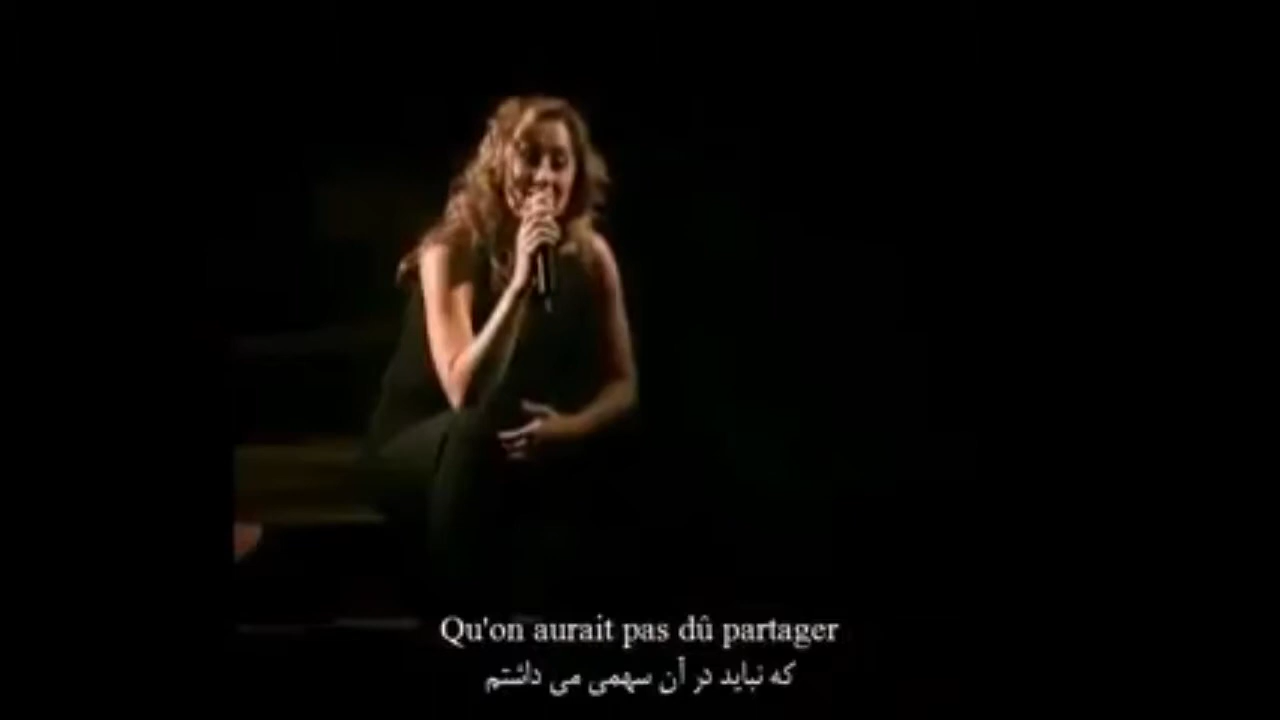 Qu'on aurait pas dû partager
که نباید در آن سهمی می داشتم